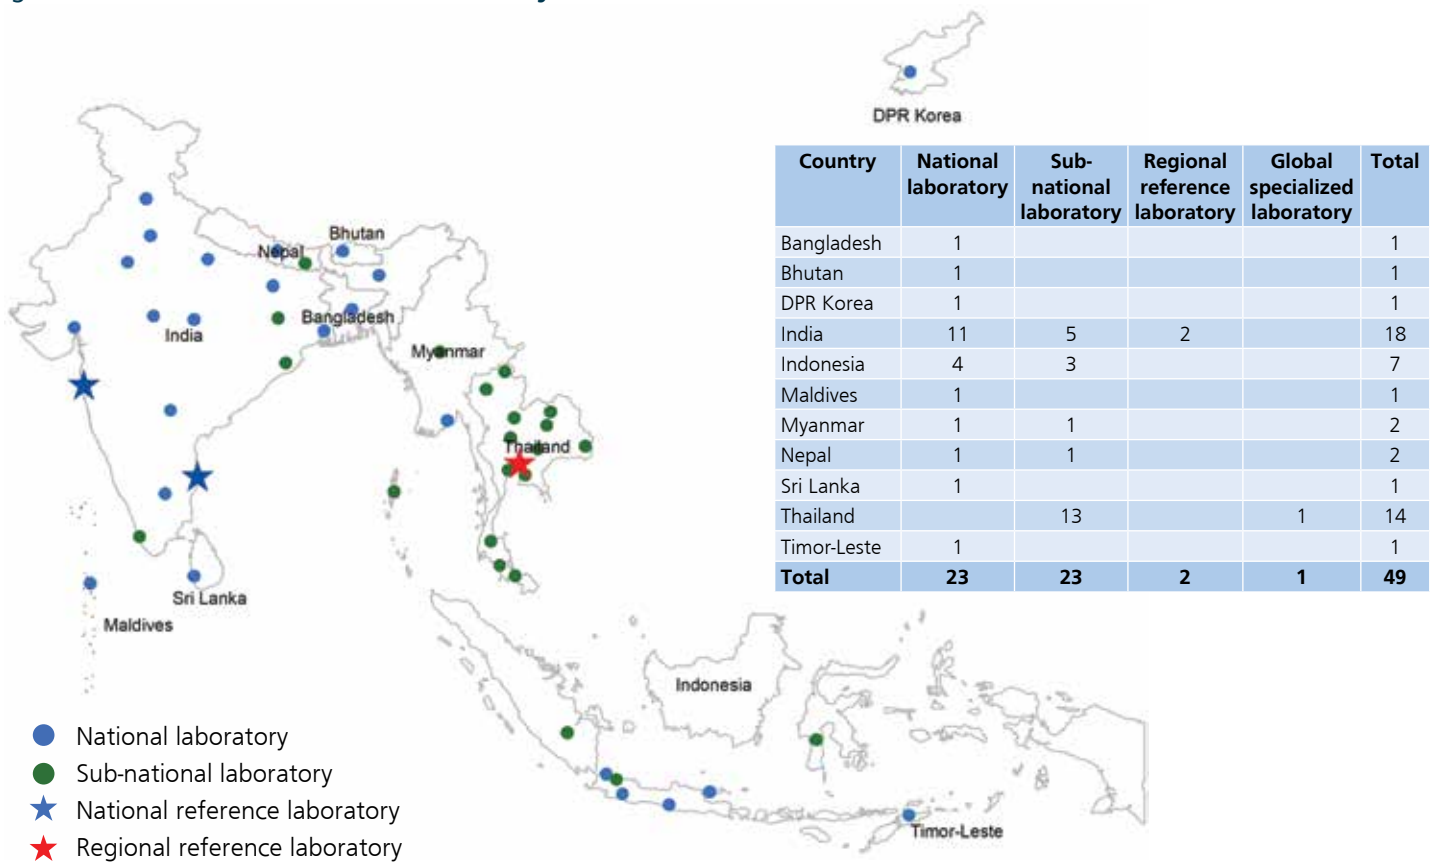 DPR Korea
Bhutan
Nepal
Bangladesh
India
Myanmar
Thailand
Sri Lanka
Maldives
Indonesia
Timor-Leste
Country National laboratory Sub-national laboratory Regional reference laboratory Global specialized laboratory Total
Bangladesh 1 1
Bhutan 1 1
DPR Korea 1 1
India 11 5 2 18
Indonesia 4 3 7
Maldives 1 1
Myanmar 1 1 2
Nepal 1 1 2
Sri Lanka 1 1
Thailand 13 1 14
Timor-Leste 1 1
Total 23 23 2 1 49
National laboratory
Sub-national laboratory
National reference laboratory
Regional reference laboratory